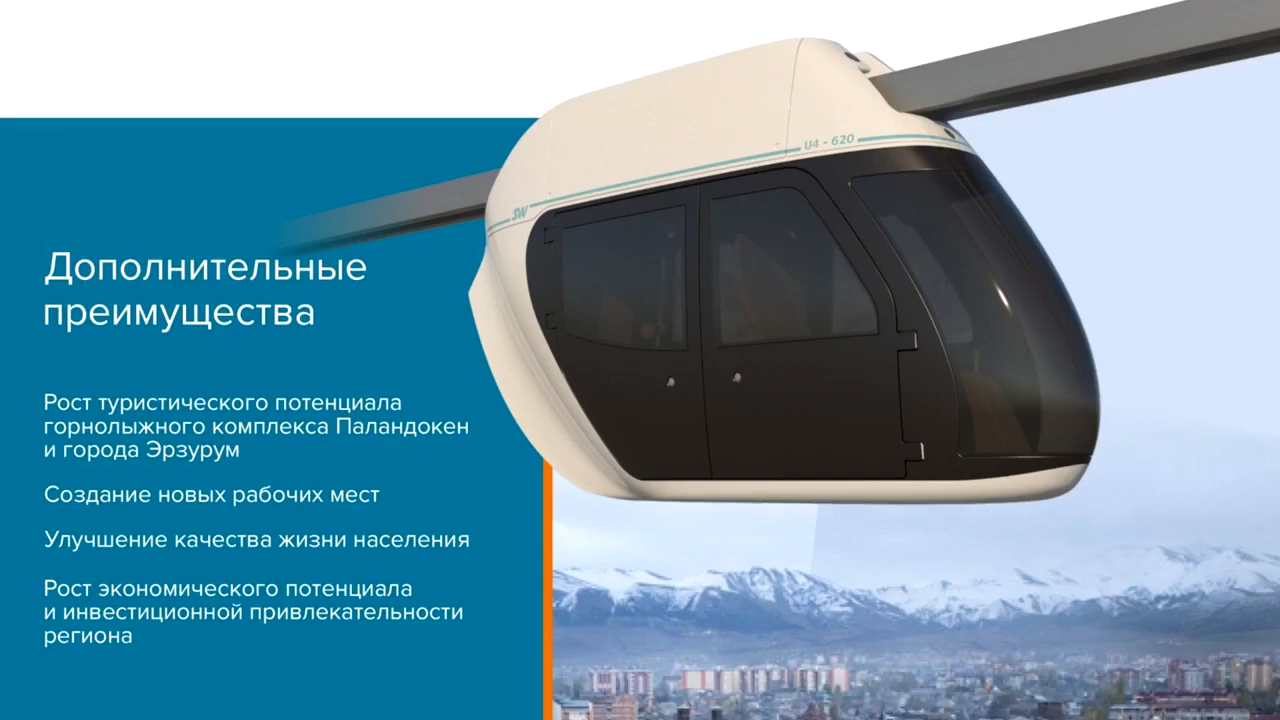 U4 - 620
SW
Дополнительные
преимущества
Рост туристического потенциала
горнолыжного комплекса Паландокен
и города Эрзурум
Создание новых рабочих мест
Улучшение качества жизни населения
Рост экономического потенциала
и инвестиционной привлекательности
региона